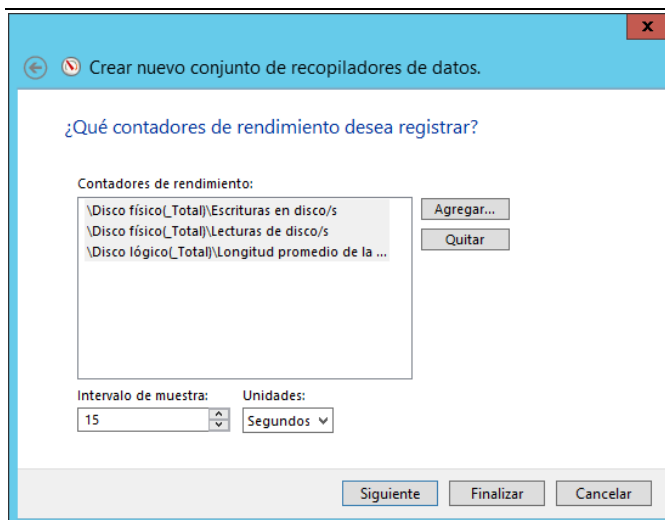 x
Crear nuevo conjunto de recopiladores de datos.
¿Qué contadores de rendimiento desea registrar?
Contadores de rendimiento:
\Disco físico(_Total)\Escrituras en disco/s
\Disco físico(_Total)\Lecturas de disco/s
\Disco lógico(_Total)\Longitud promedio de la ...
Agregar...
Quitar
Intervalo de muestra: Unidades:
15 Segundos
Siguiente Finalizar Cancelar